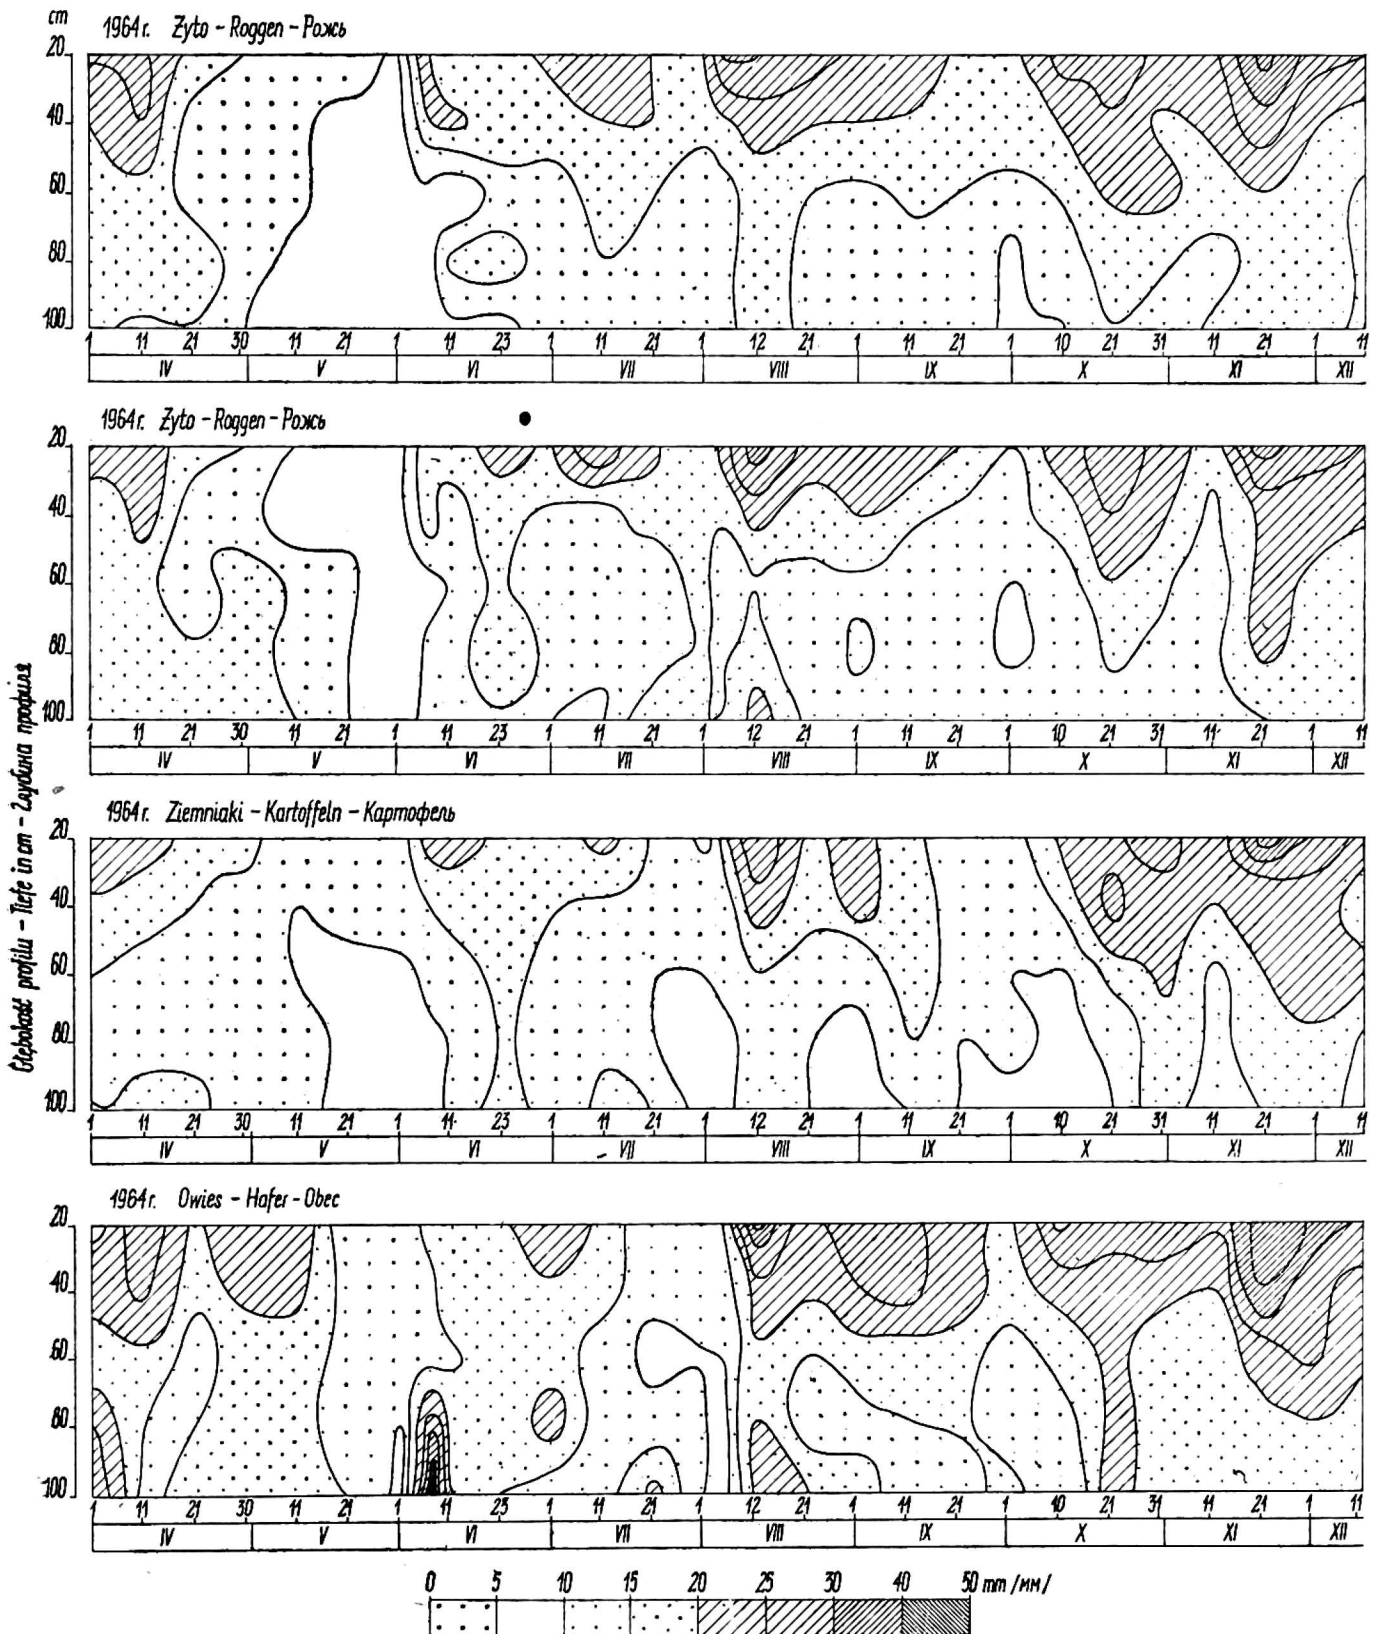 cm
1964 r. Żyto – Roggen – Рожь
20
40
60
80
100
1 11 21 30 11 21 1 11 23 1 11 21 1 12 21 1 11 21 1 10 21 31 11 21 1 11
IV V VI VII VIII IX X XI XII
1964 r. Żyto – Roggen – Рожь
20
40
60
80
100
1 11 21 30 11 21 1 11 23 1 11 21 1 12 21 1 11 21 1 10 21 31 11 21 1 11
IV V VI VII VIII IX X XI XII
Głębokość profilu – Tiefe in cm – Глубина профиля
1964 r. Ziemniaki – Kartoffeln – Картофель
20
40
60
80
100
1 11 21 30 11 21 1 11 23 1 11 21 1 12 21 1 11 21 1 10 21 31 11 21 1 11
IV V VI VII VIII IX X XI XII
1964 r. Owies – Hafer – Овес
20
40
60
80
100
1 11 21 30 11 21 1 11 23 1 11 21 1 12 21 1 11 21 1 10 21 31 11 21 1 11
IV V VI VII VIII IX X XI XII
0 5 10 15 20 25 30 40 50 mm /мм/